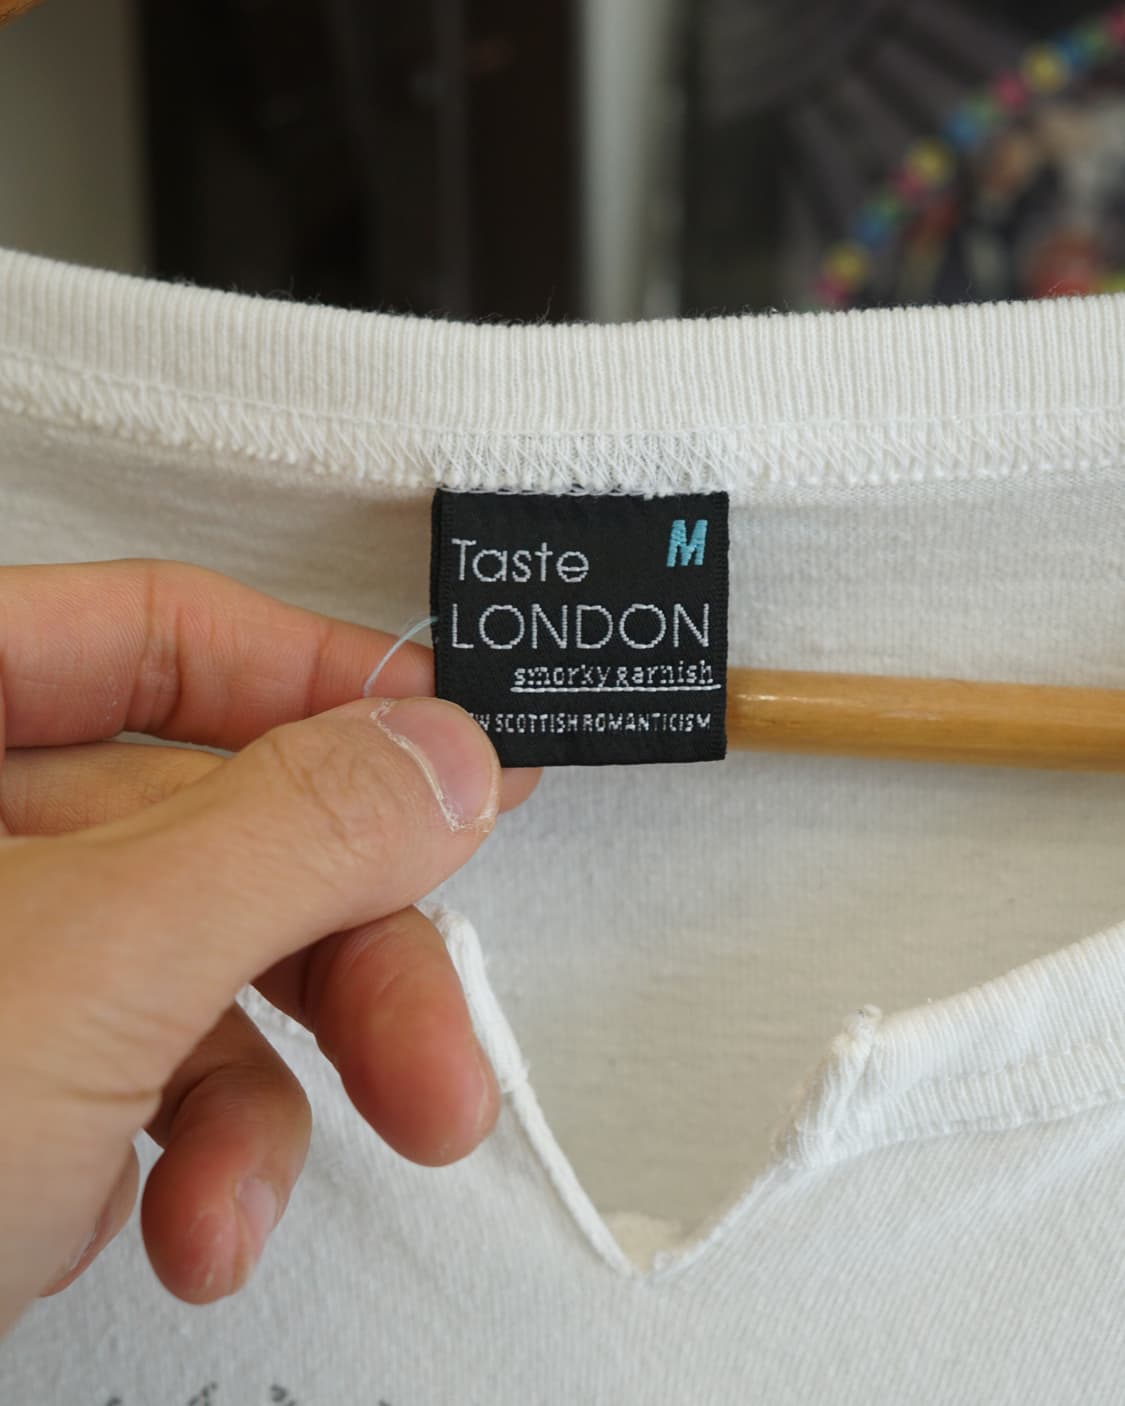 M
Taste
LONDON
smorky garnish
SCOTTISH ROMANTICISM